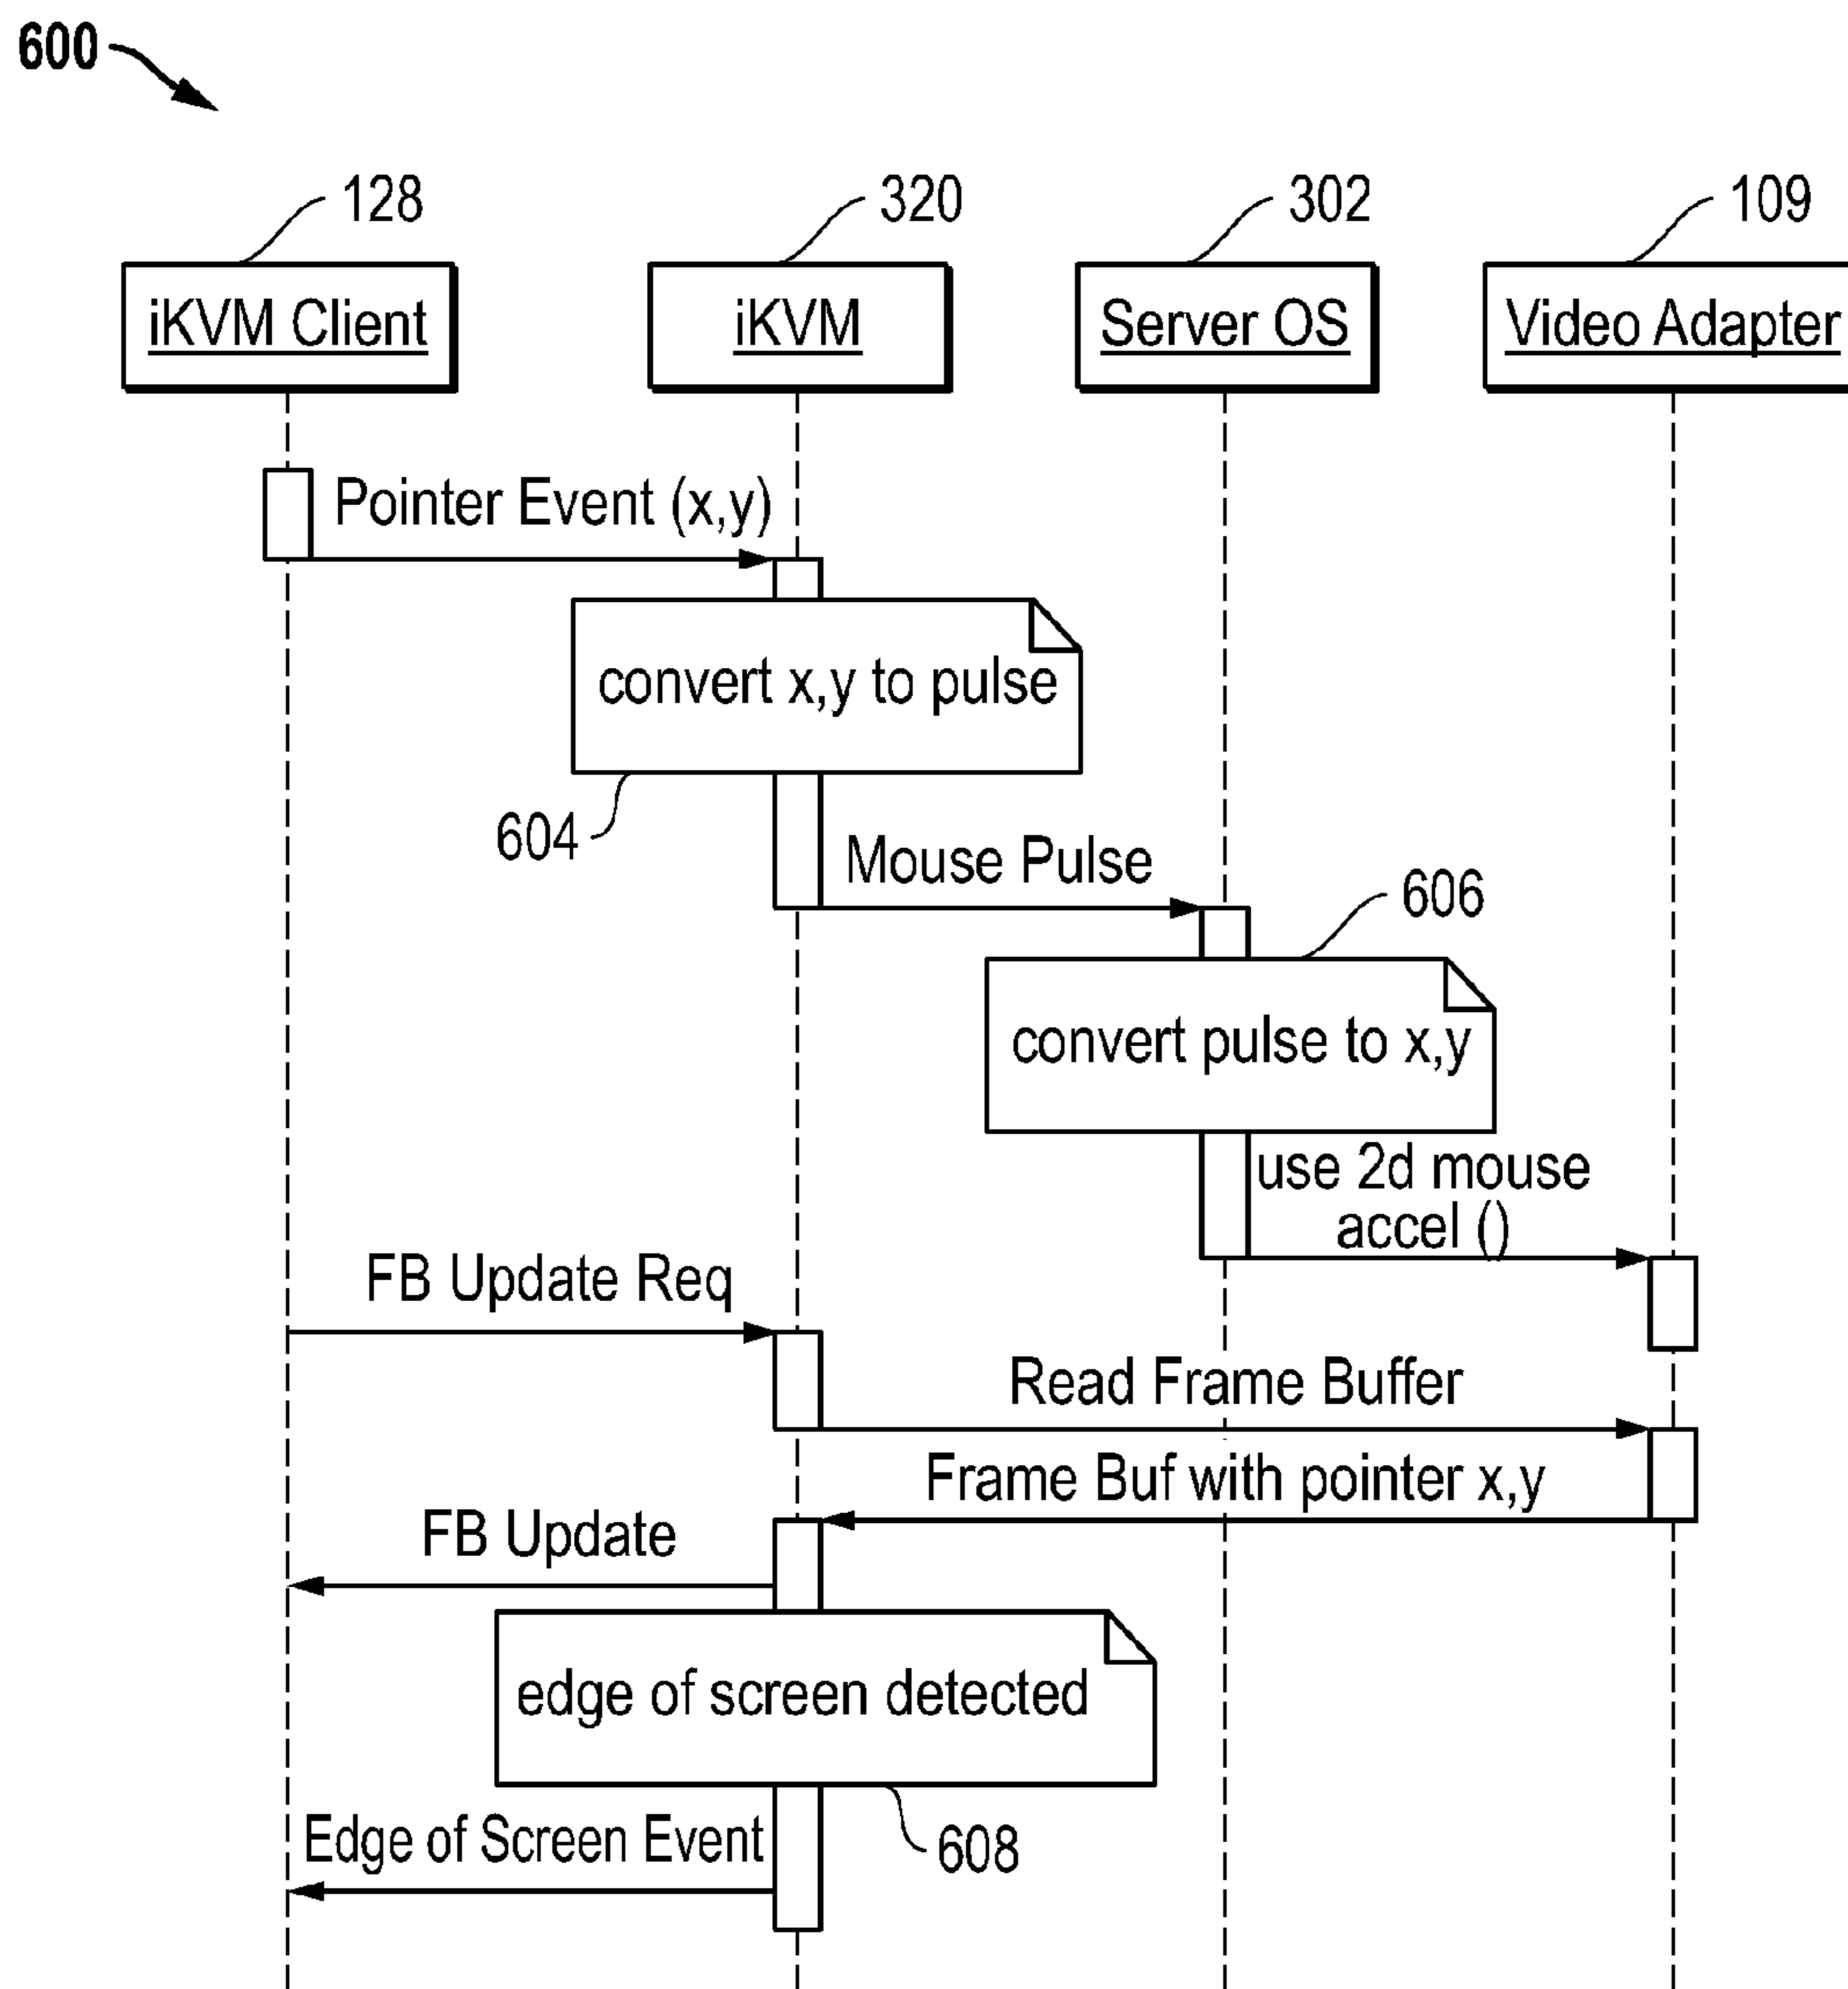 600
128
320
302
109
iKVM Client
iKVM
Server OS
Video Adapter
Pointer Event (x,y)
convert x,y to pulse
604
Mouse Pulse
606
convert pulse to x,y
use 2d mouse
accel ()
FB Update Req
Read Frame Buffer
Frame Buf with pointer x,y
FB Update
edge of screen detected
Edge of Screen Event
608